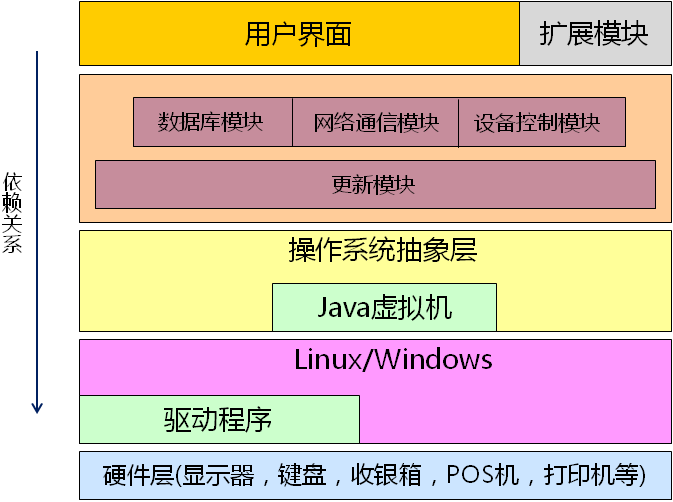 用户界面
扩展模块
数据库模块
网络通信模块
设备控制模块
更新模块
依赖关系
操作系统抽象层
Java虚拟机
Linux/Windows
驱动程序
硬件层(显示器，键盘，收银箱，POS机，打印机等)